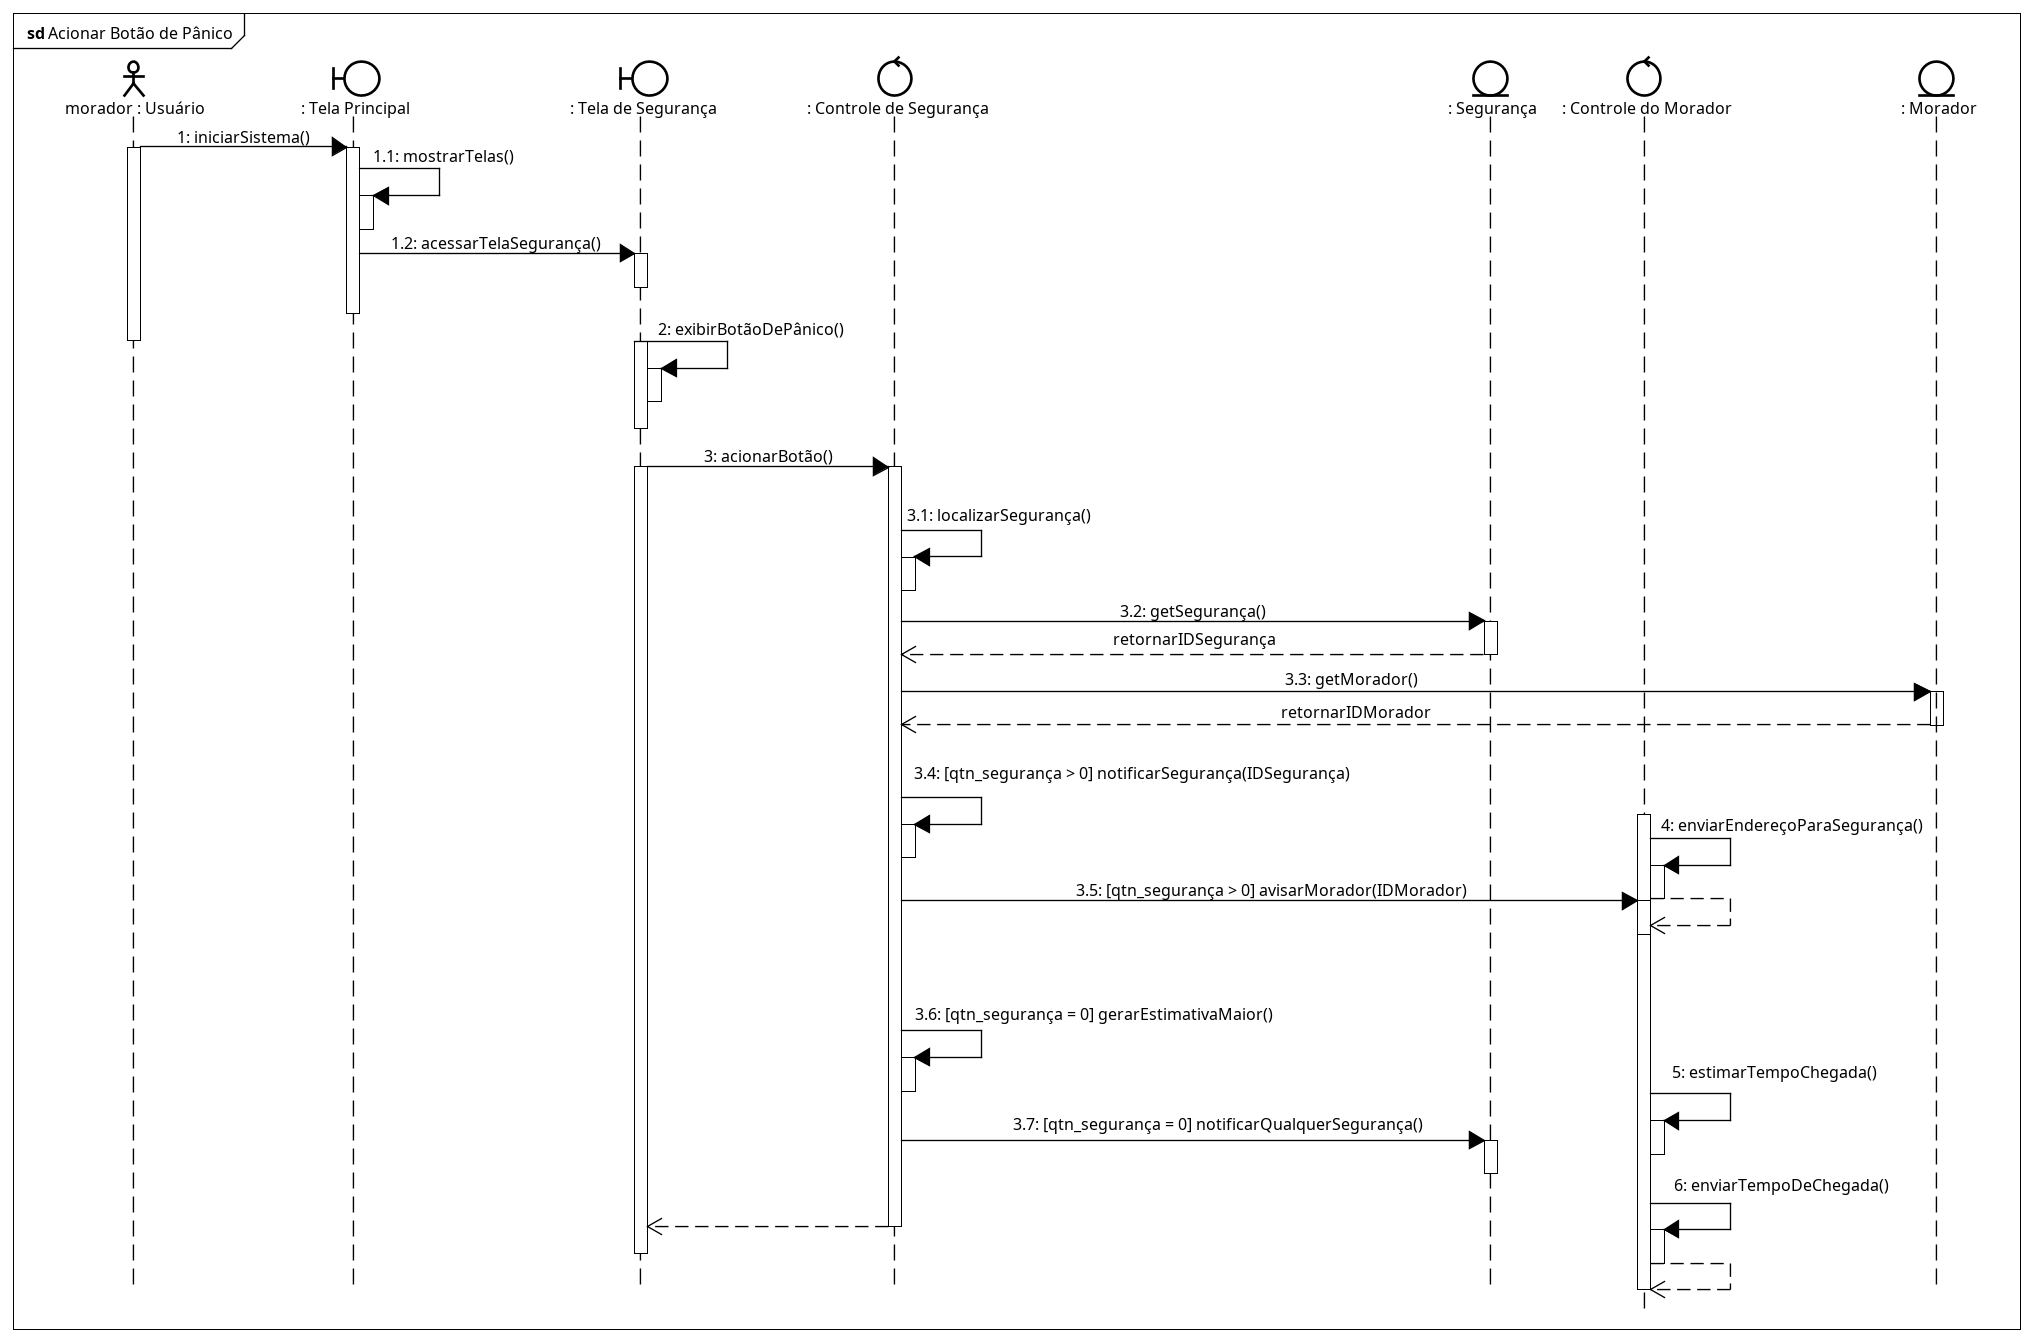 sd Acionar Botão de Pânico
morador : Usuário
: Tela Principal
: Tela de Segurança
: Controle de Segurança
: Segurança
: Controle do Morador
: Morador
1: iniciarSistema()
1.1: mostrarTelas()
1.2: acessarTelaSegurança()
2: exibirBotãoDePânico()
3: acionarBotão()
3.1: localizarSegurança()
3.2: getSegurança()
retornarIDSegurança
3.3: getMorador()
retornarIDMorador
3.4: [qtn_segurança > 0] notificarSegurança(IDSegurança)
4: enviarEndereçoParaSegurança()
3.5: [qtn_segurança > 0] avisarMorador(IDMorador)
3.6: [qtn_segurança = 0] gerarEstimativaMaior()
5: estimarTempoChegada()
3.7: [qtn_segurança = 0] notificarQualquerSegurança()
6: enviarTempoDeChegada()